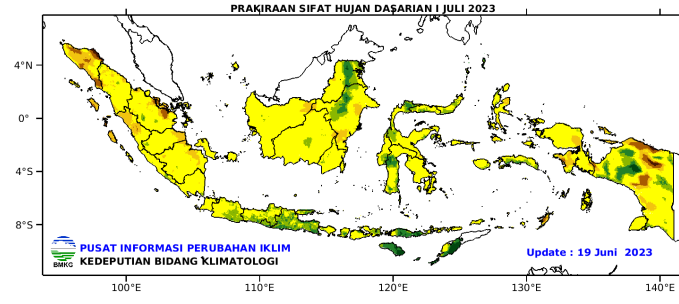 PRAKIRAAN SIFAT HUJAN DASARIAN I JULI 2023
4°N
0°
4°S
8°S
PUSAT INFORMASI PERUBAHAN IKLIM
KEDEPUTIAN BIDANG KLIMATOLOGI
BMKG
Update : 19 Juni 2023
100°E
110°E
120°E
130°E
140°E